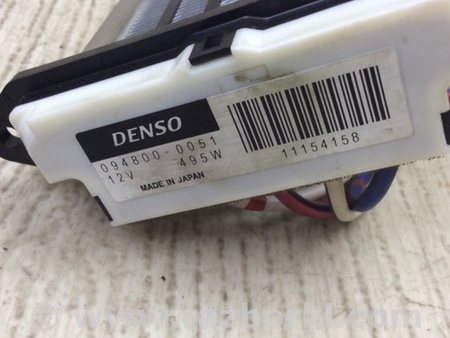 DENSO
094800-0051
12V 495W
MADE IN JAPAN
11154158